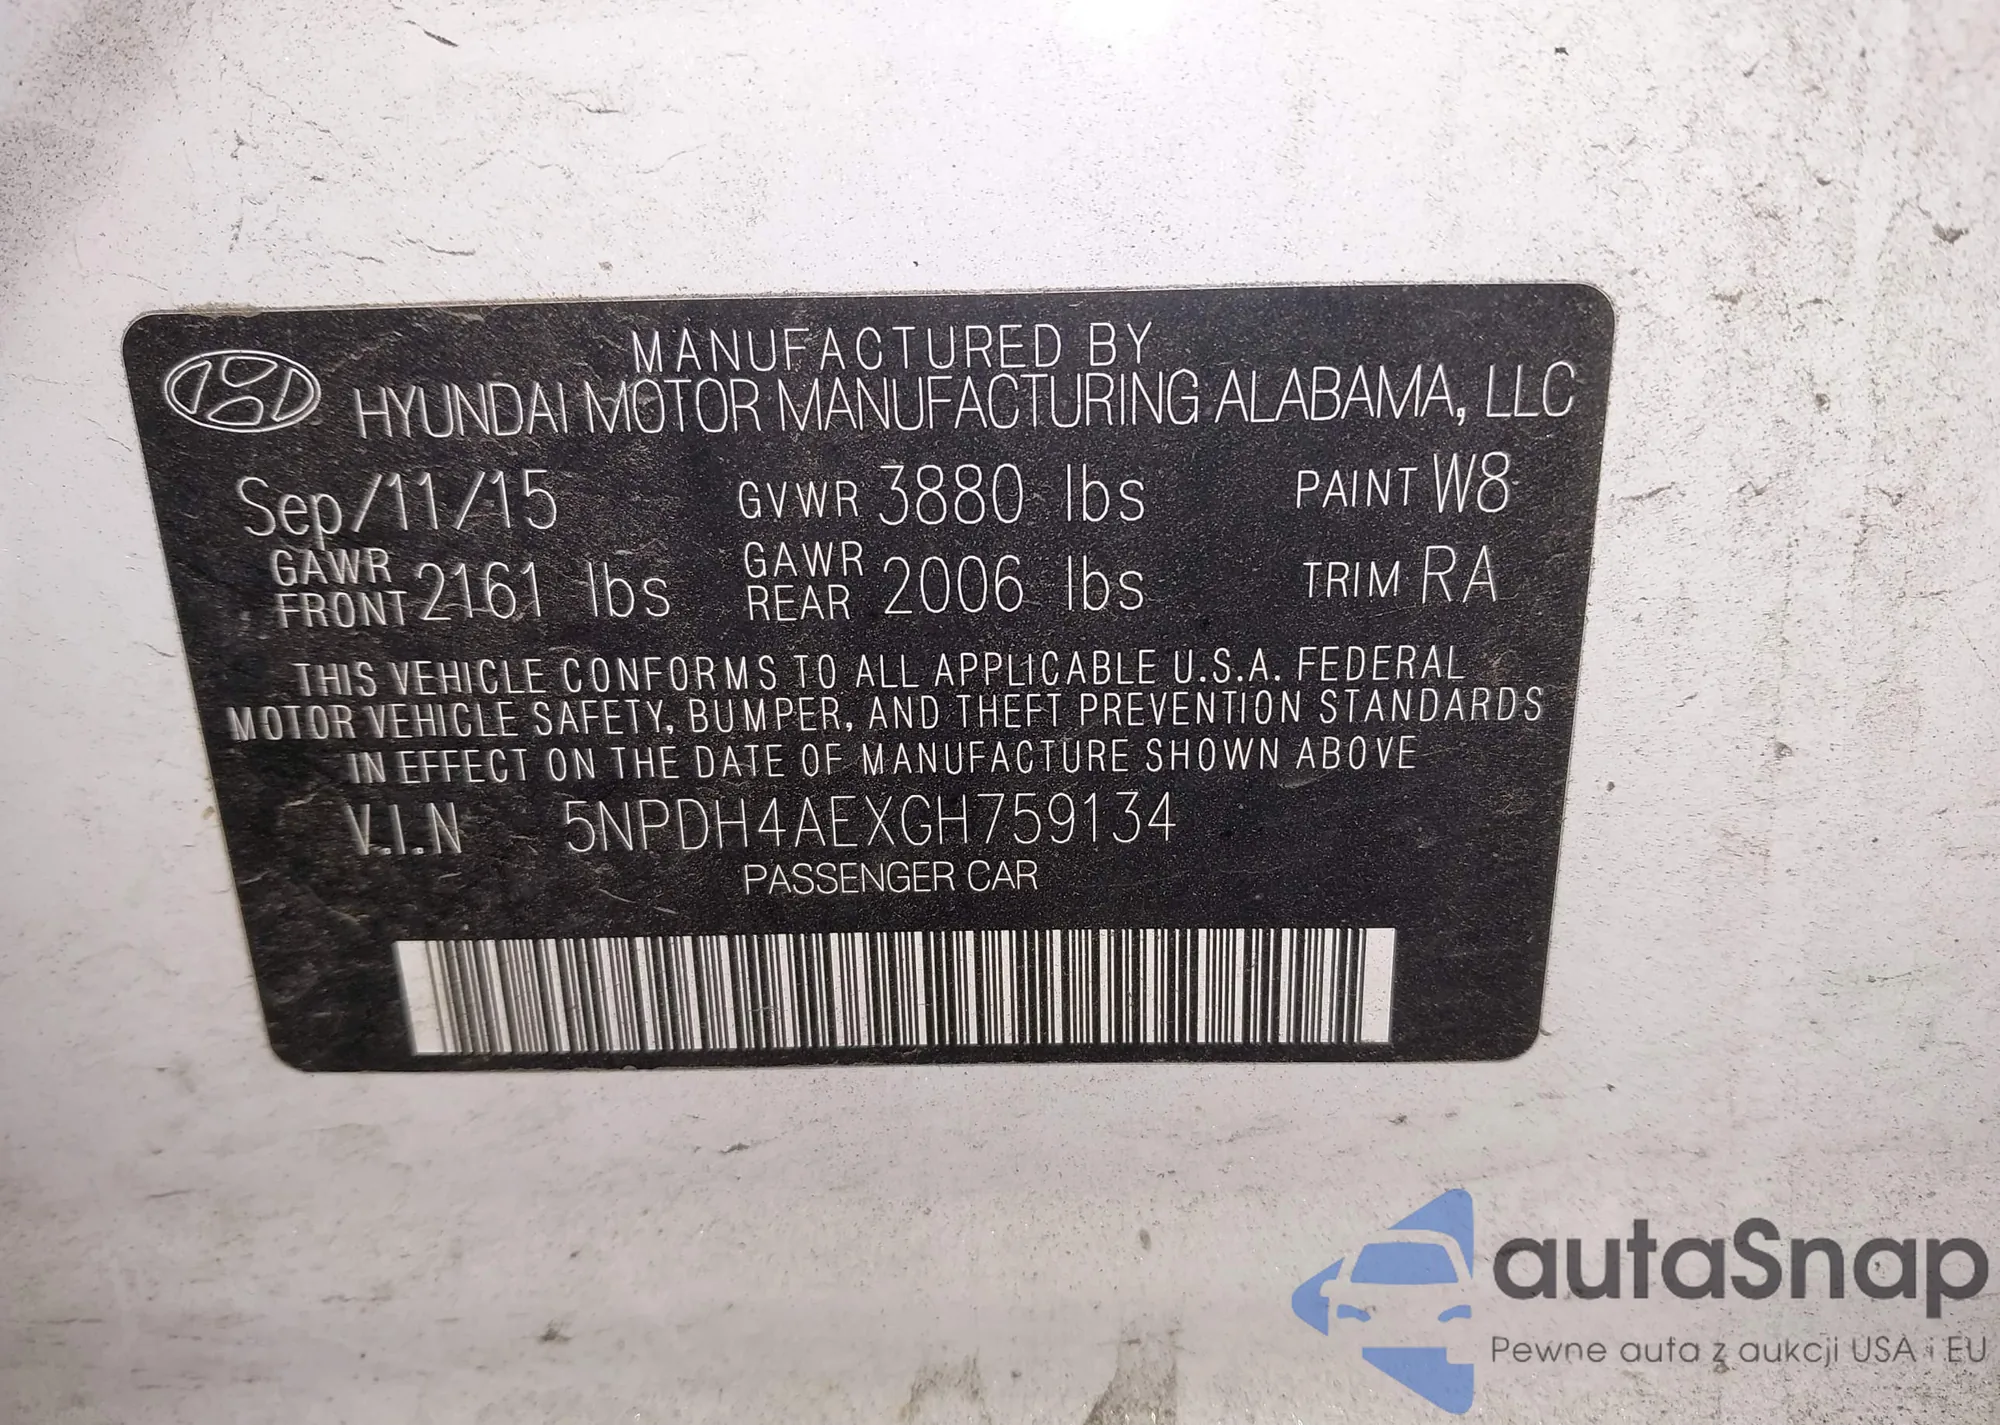 MANUFACTURED BY
HYUNDAI MOTOR MANUFACTURING ALABAMA, LLC
Sep/11/15 GVWR 3880 lbs PAINT W8
GAWR FRONT 2161 lbs GAWR REAR 2006 lbs TRIM RA
THIS VEHICLE CONFORMS TO ALL APPLICABLE U.S.A. FEDERAL
MOTOR VEHICLE SAFETY, BUMPER, AND THEFT PREVENTION STANDARDS
IN EFFECT ON THE DATE OF MANUFACTURE SHOWN ABOVE
V.I.N 5NPDH4AEXGH759134
PASSENGER CAR
autaSnap
Pewne auta z aukcji USA i EU